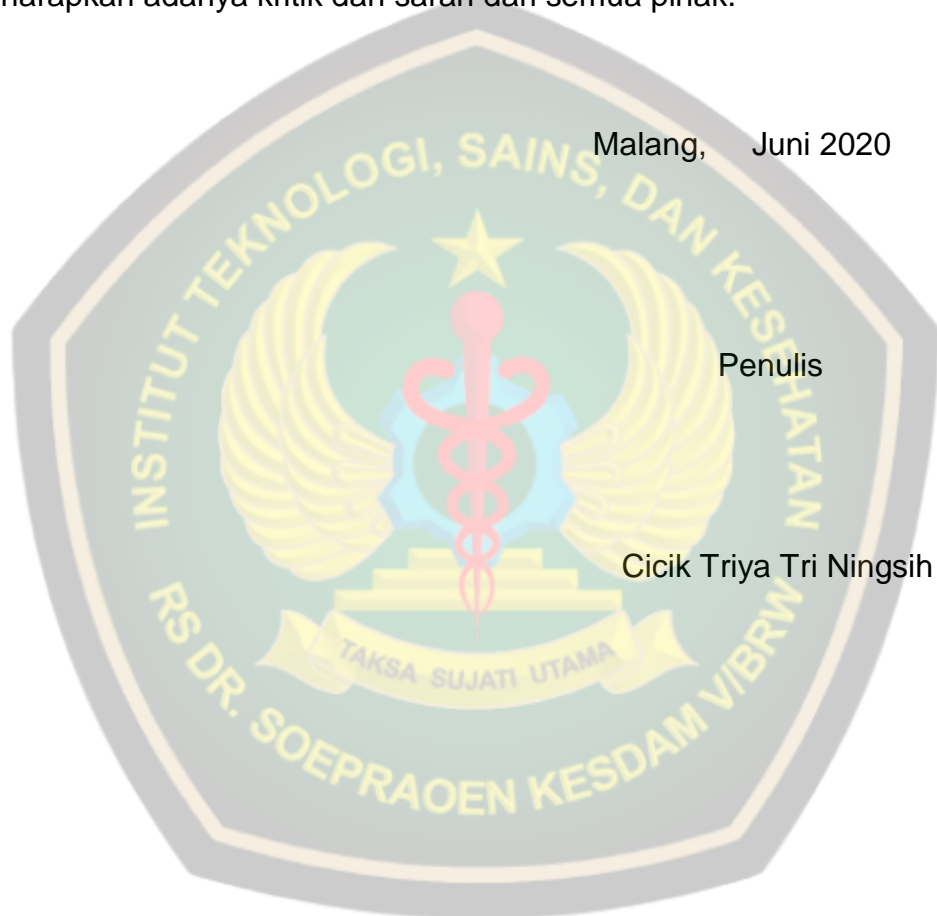 harapkan adanya kritik dan saran dari semua pihak.
Malang, Juni 2020
INSTITUT TEKNOLOGI, SAINS, DAN KESEHATAN
Penulis
Cicik Triya Tri Ningsih
TAKSA SUJATI UTAMA
RS DR. SOEPRAOEN KESDAM V/BRW